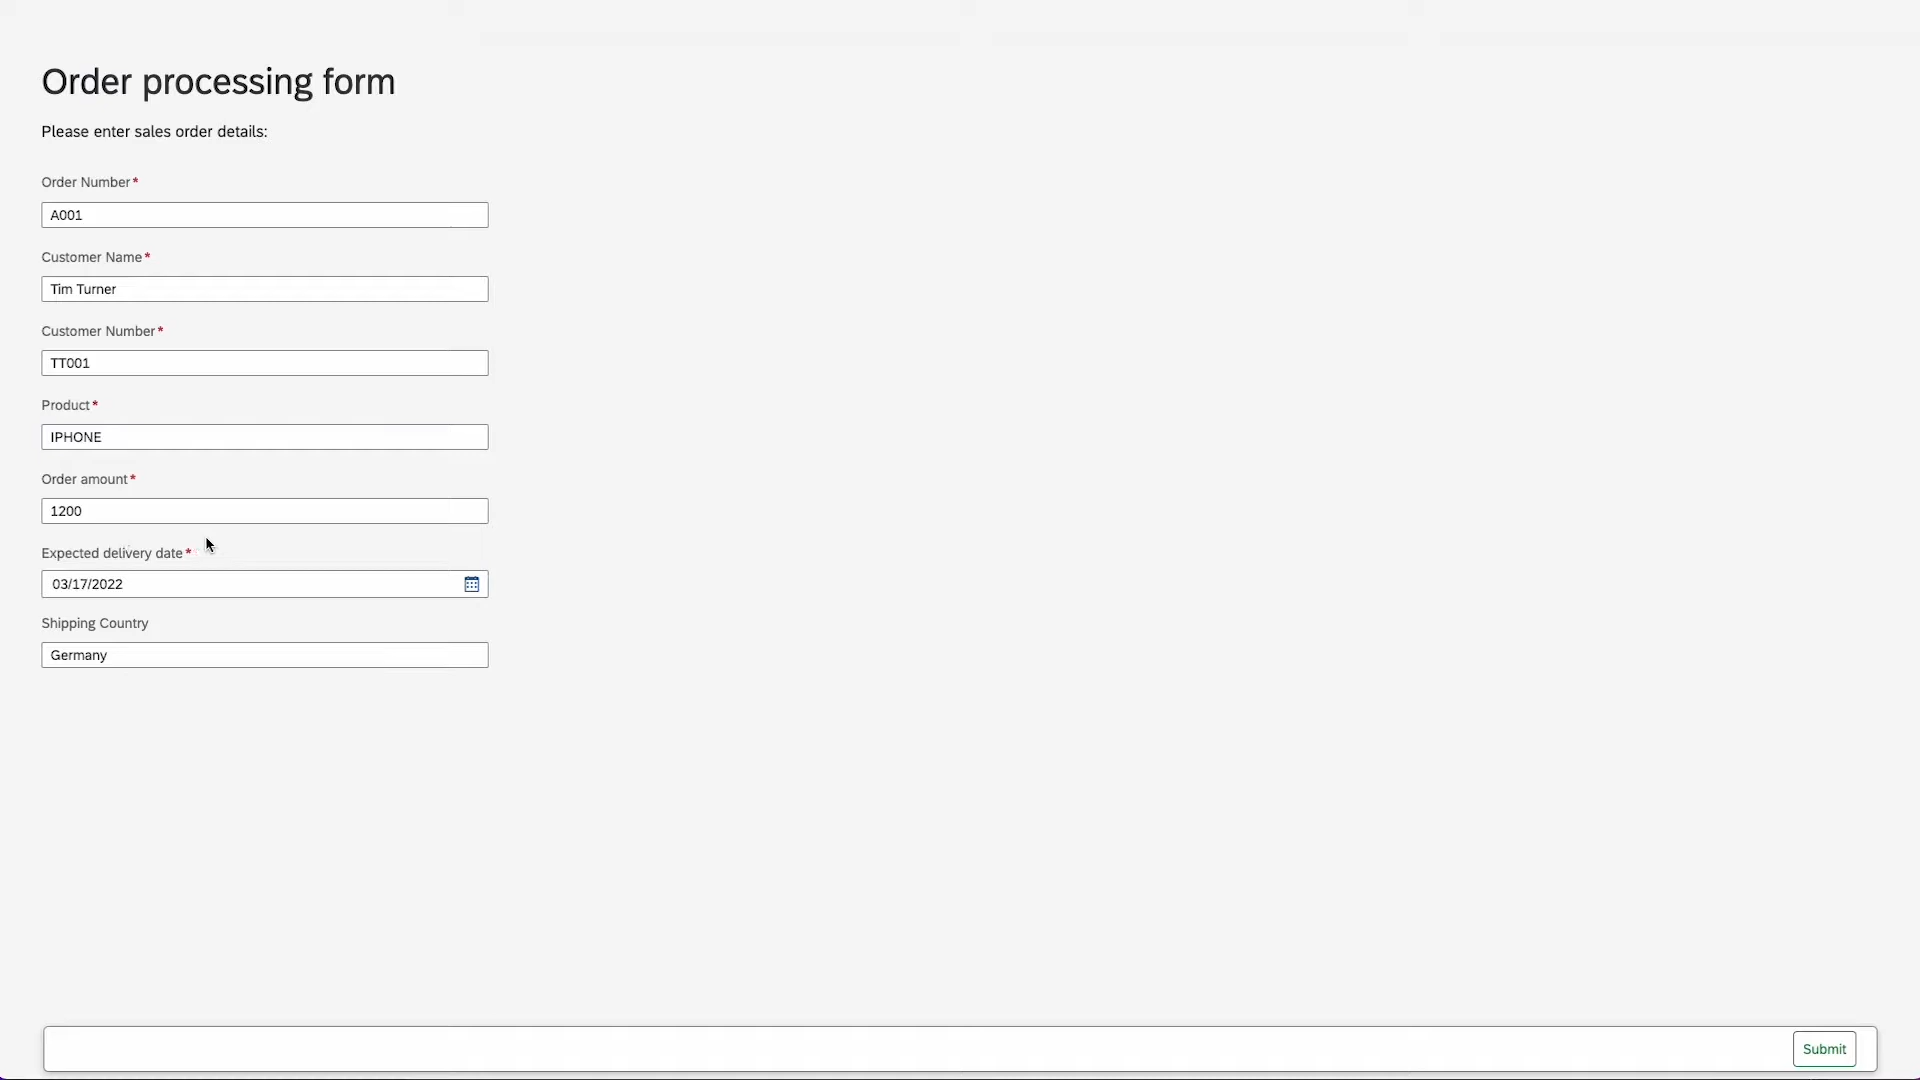 Order processing form
Please enter sales order details:
Order Number*
A001
Customer Name*
Tim Turner
Customer Number*
TT001
Product*
IPHONE
Order amount*
1200
Expected delivery date*
03/17/2022
Shipping Country
Germany
Submit